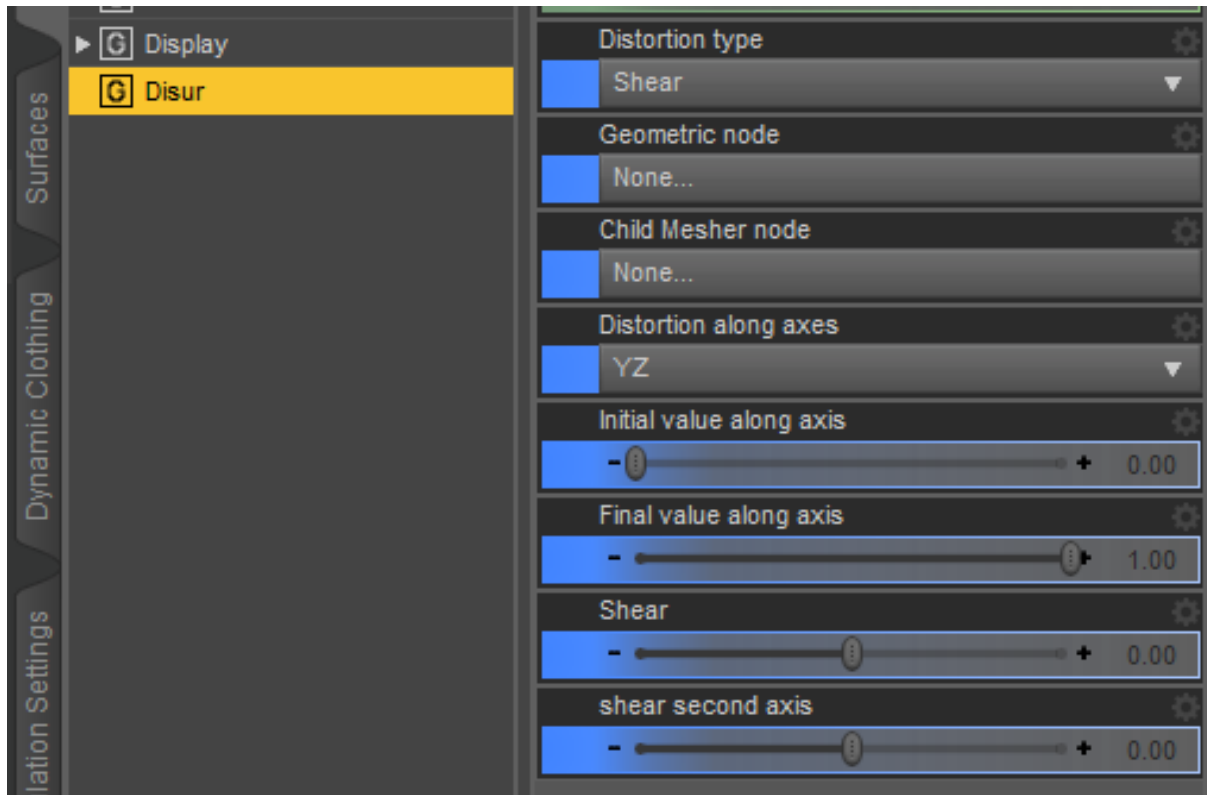 Surfaces
Dynamic Clothing
lation Settings
G Display
G Disur
Distortion type
Shear
Geometric node
None...
Child Mesher node
None...
Distortion along axes
YZ
Initial value along axis
- + 0.00
Final value along axis
- + 1.00
Shear
- + 0.00
shear second axis
- + 0.00